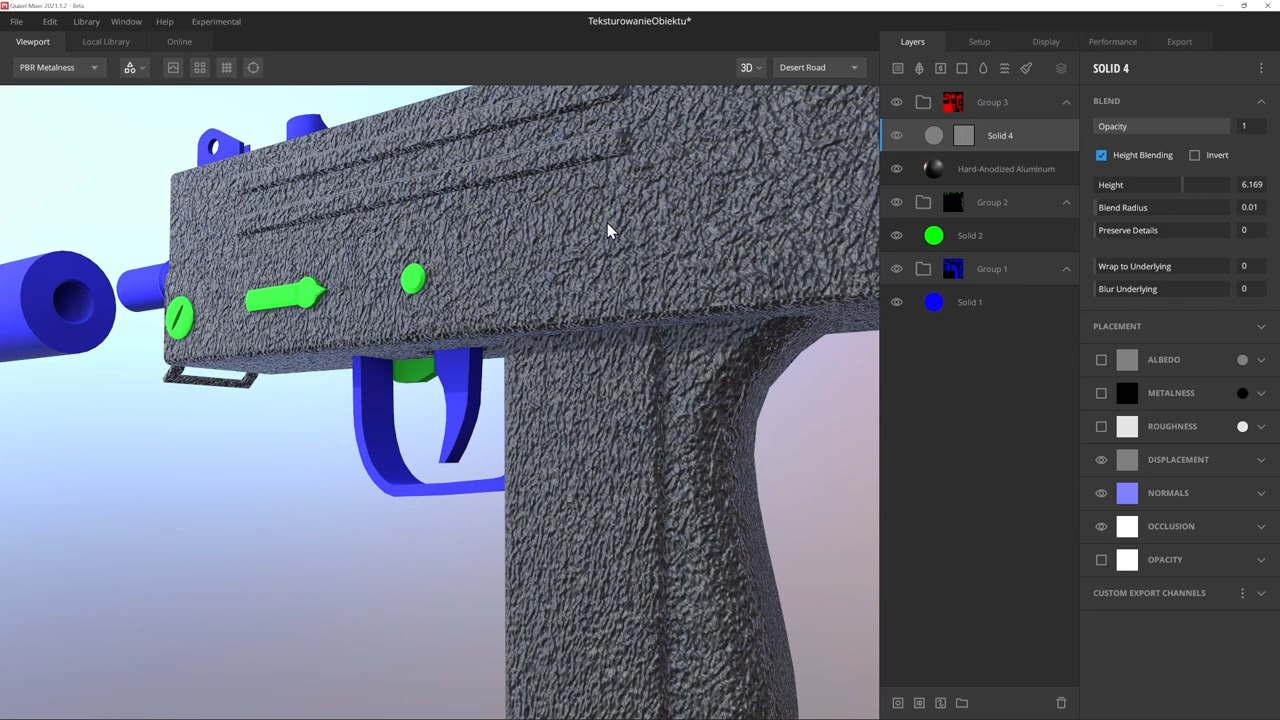 Quixel Mixer 2021.1.2 - Beta
File Edit Library Window Help Experimental
TeksturowanieObiektu*
Viewport Local Library Online
Layers Setup Display Performance Export
PBR Metalness
3D
Desert Road
SOLID 4
Group 3
Solid 4
Hard-Anodized Aluminum
Group 2
Solid 2
Group 1
Solid 1
BLEND
Opacity 1
Height Blending Invert
Height 6.169
Blend Radius 0.01
Preserve Details 0
Wrap to Underlying 0
Blur Underlying 0
PLACEMENT
ALBEDO
METALNESS
ROUGHNESS
DISPLACEMENT
NORMALS
OCCLUSION
OPACITY
CUSTOM EXPORT CHANNELS